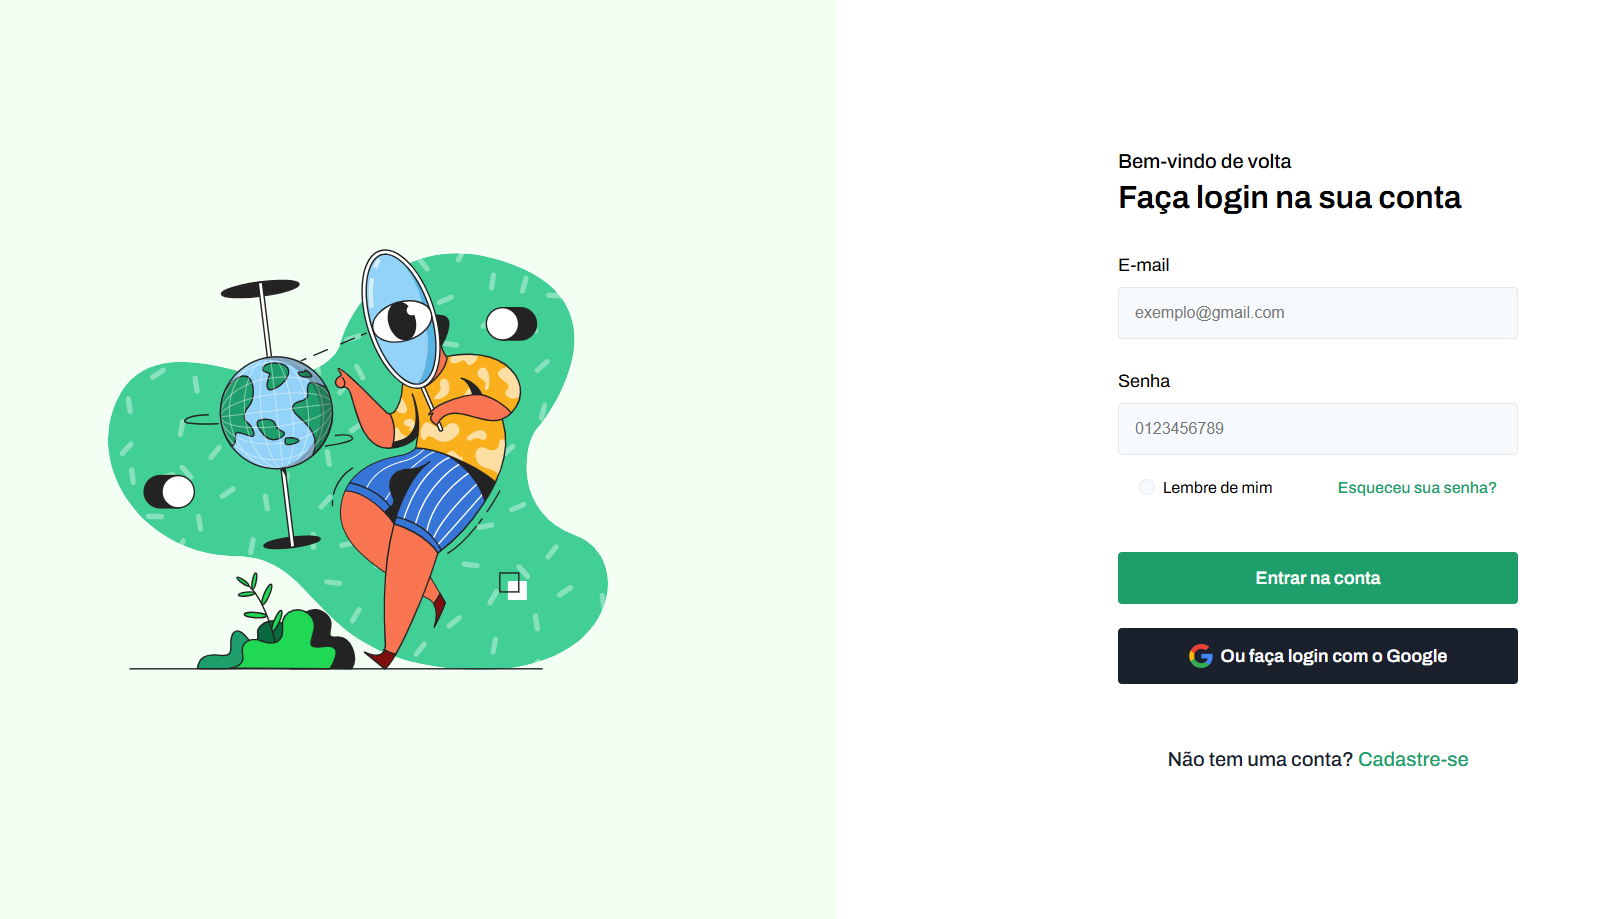 Bem-vindo de volta
Faça login na sua conta
E-mail
exemplo@gmail.com
Senha
0123456789
Lembre de mim
Esqueceu sua senha?
Entrar na conta
Ou faça login com o Google
Não tem uma conta? Cadastre-se